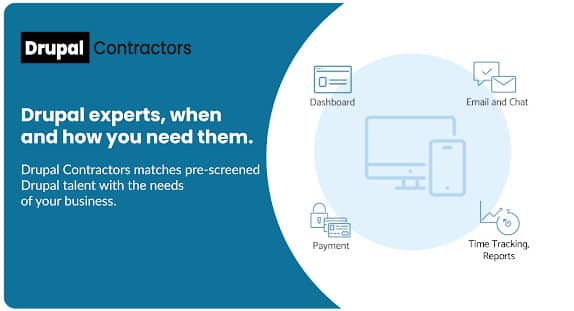 Drupal Contractors
Drupal experts, when
and how you need them.
Drupal Contractors matches pre-screened
Drupal talent with the needs
of your business.
Dashboard
Email and Chat
Payment
Time Tracking,
Reports